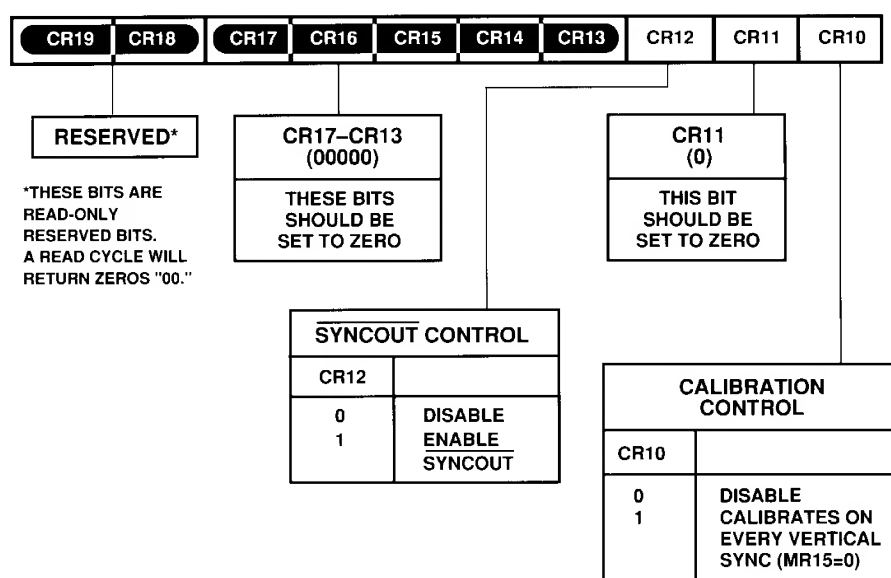 CR19 CR18 CR17 CR16 CR15 CR14 CR13 CR12 CR11 CR10
RESERVED*
*THESE BITS ARE
READ-ONLY
RESERVED BITS.
A READ CYCLE WILL
RETURN ZEROS "00."
CR17–CR13
(00000)
THESE BITS
SHOULD BE
SET TO ZERO
CR11
(0)
THIS BIT
SHOULD BE
SET TO ZERO
SYNCOUT CONTROL
CR12
0 DISABLE
1 ENABLE
SYNCOUT
CALIBRATION
CONTROL
CR10
0 DISABLE
1 CALIBRATES ON
EVERY VERTICAL
SYNC (MR15=0)